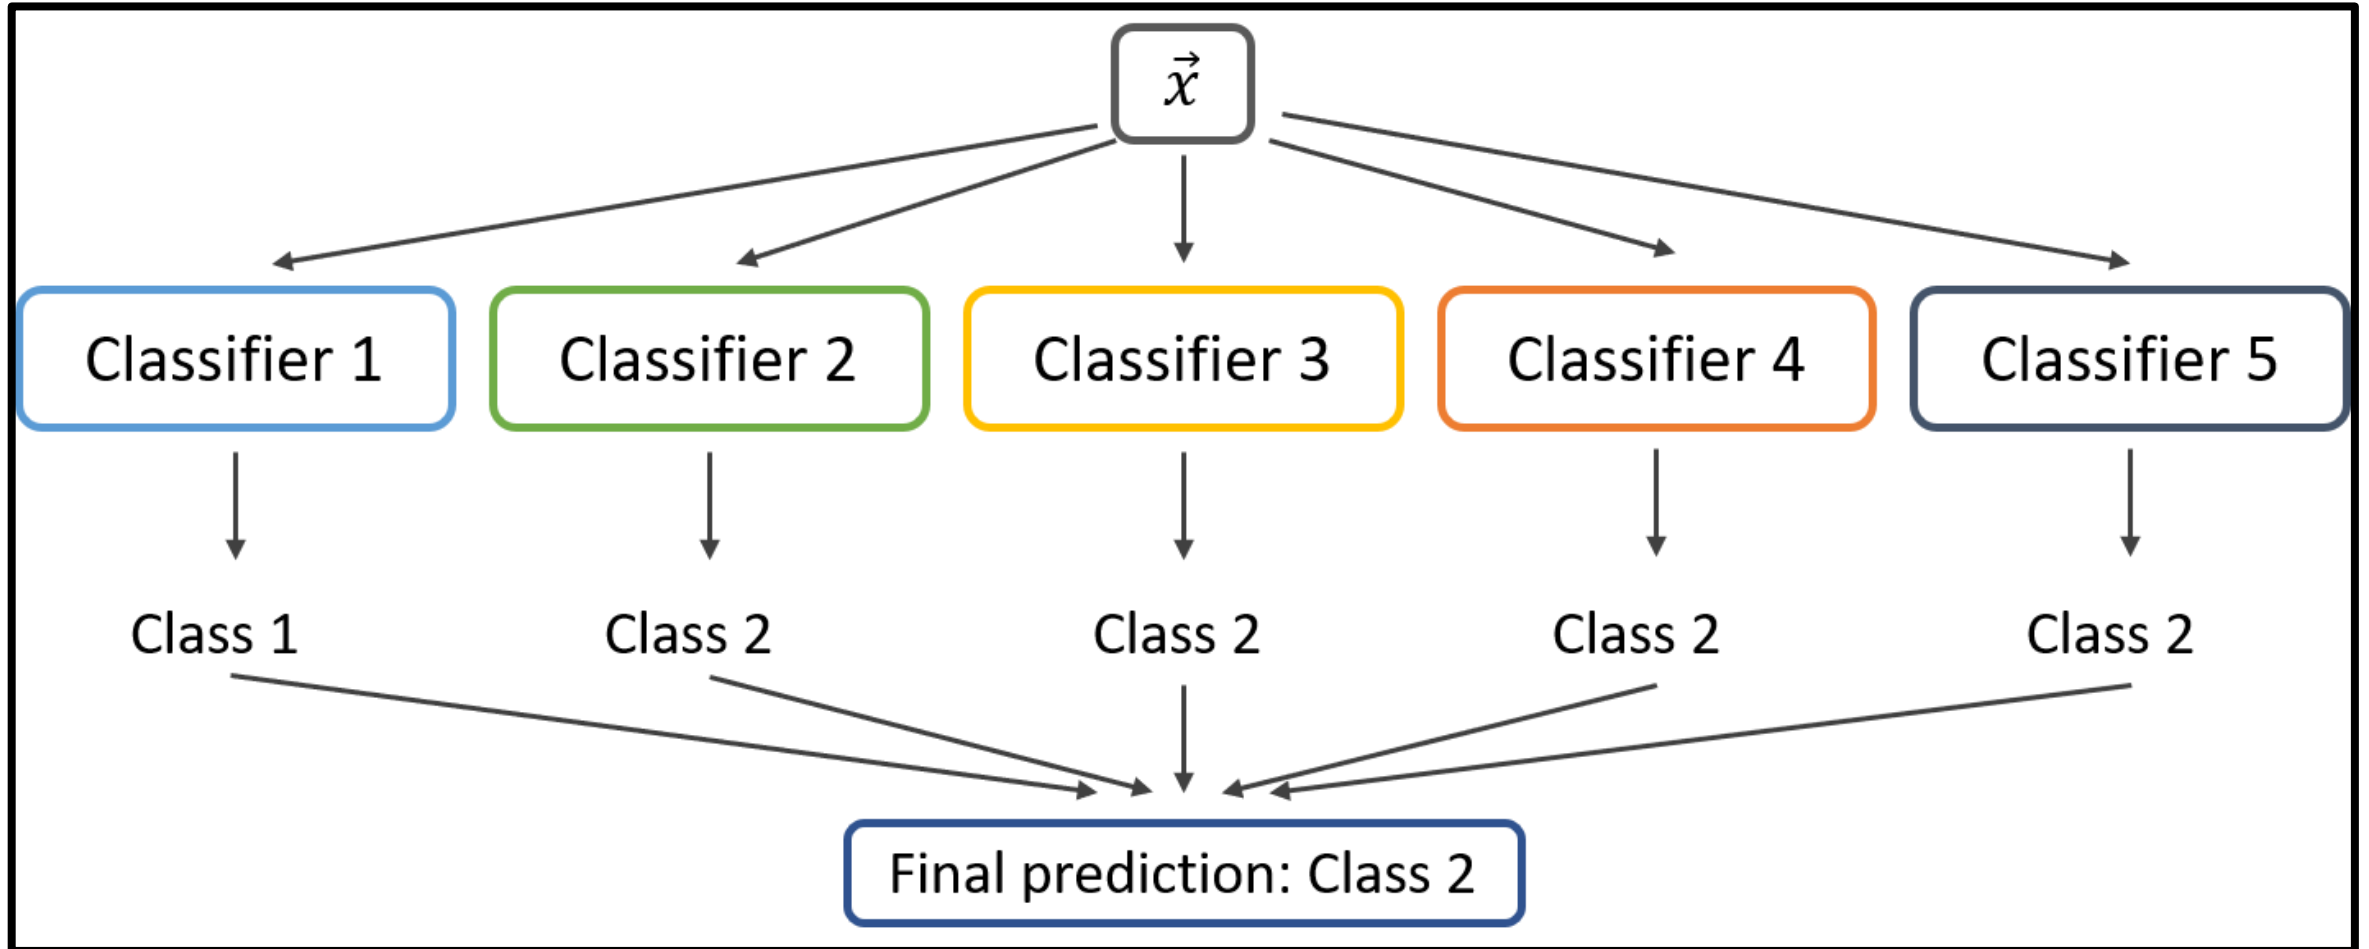 x⃗
Classifier 1
Classifier 2
Classifier 3
Classifier 4
Classifier 5
Class 1
Class 2
Class 2
Class 2
Class 2
Final prediction: Class 2